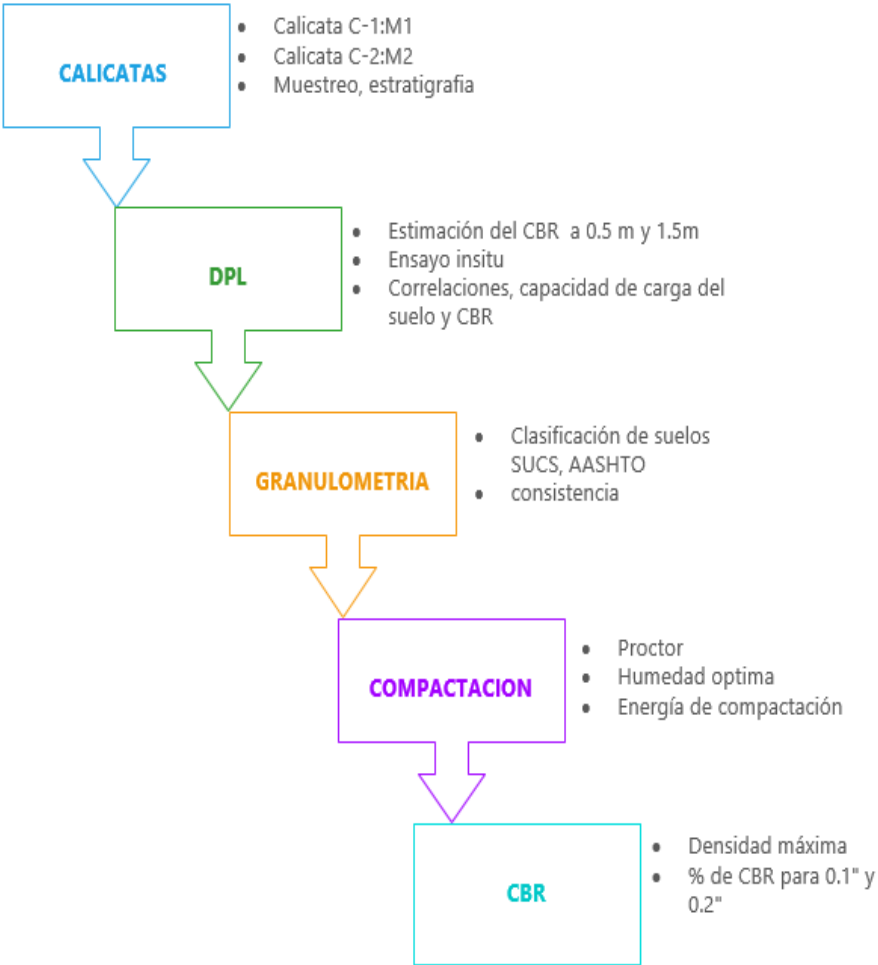 CALICATAS
• Calicata C-1:M1
• Calicata C-2:M2
• Muestreo, estratigrafia
DPL
• Estimación del CBR a 0.5 m y 1.5m
• Ensayo insitu
• Correlaciones, capacidad de carga del
suelo y CBR
GRANULOMETRIA
• Clasificación de suelos
SUCS, AASHTO
• consistencia
COMPACTACION
• Proctor
• Humedad optima
• Energía de compactación
CBR
• Densidad máxima
• % de CBR para 0.1" y
0.2"